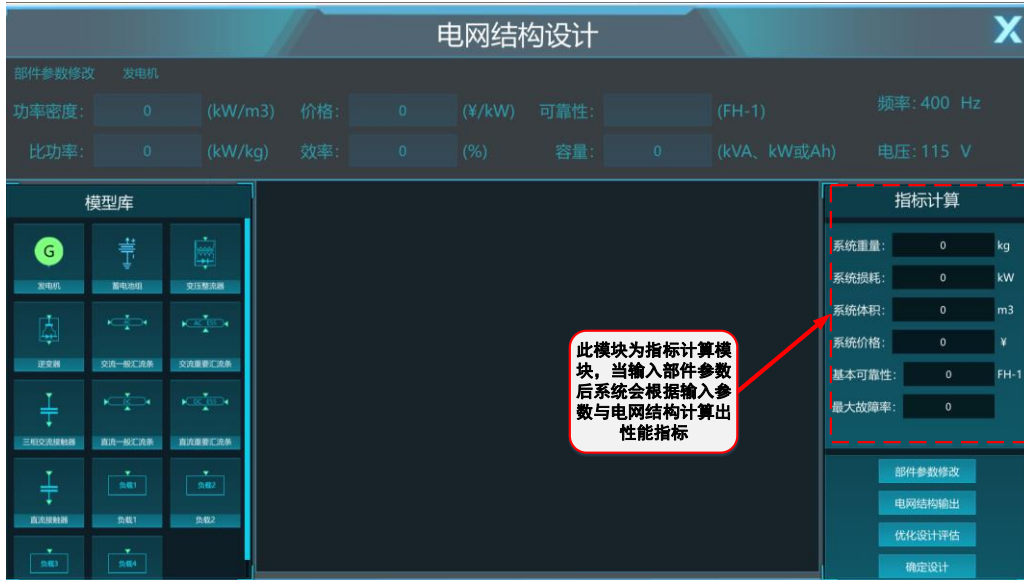 电网结构设计
X
部件参数修改 发电机
功率密度: 0 (kW/m3) 价格: 0 (¥/kW) 可靠性: (FH-1) 频率: 400 Hz
比功率: 0 (kW/kg) 效率: 0 (%) 容量: 0 (kVA、kW或Ah) 电压: 115 V
模型库
G
发电机 蓄电池组 变压整流器
AC ESS
逆变器 交流一般汇流条 交流重要汇流条
DC ESS
三相交流接触器 直流一般汇流条 直流重要汇流条
负载1 负载2
直流接触器 负载1 负载2
负载3 负载4
此模块为指标计算模
块，当输入部件参数
后系统会根据输入参
数与电网结构计算出
性能指标
指标计算
系统重量: 0 kg
系统损耗: 0 kW
系统体积: 0 m3
系统价格: 0 ¥
基本可靠性: 0 FH-1
最大故障率: 0
部件参数修改
电网结构输出
优化设计评估
确定设计